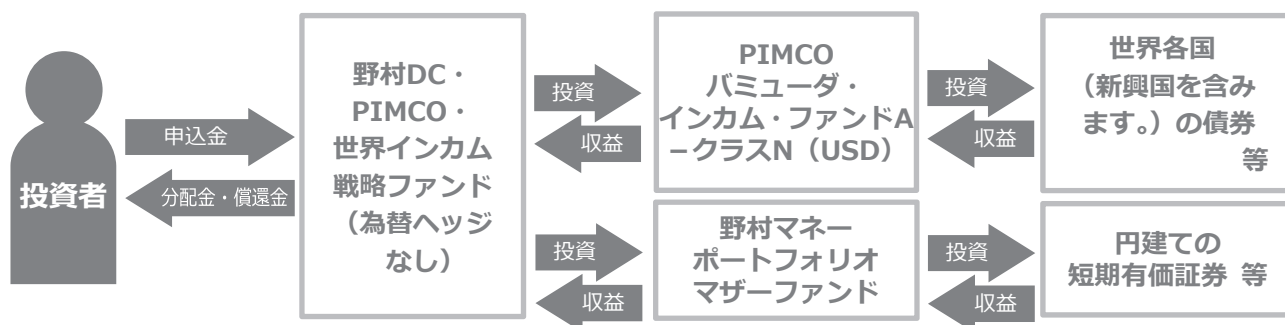 投資者
申込金
分配金・償還金
野村DC・
PIMCO・
世界インカム
戦略ファンド
（為替ヘッジ
なし）
投資
収益
PIMCO
バミューダ・
インカム・ファンドA
－クラスN（USD）
投資
収益
世界各国
（新興国を含み
ます。）の債券
等
投資
収益
野村マネー
ポートフォリオ
マザーファンド
投資
収益
円建ての
短期有価証券 等